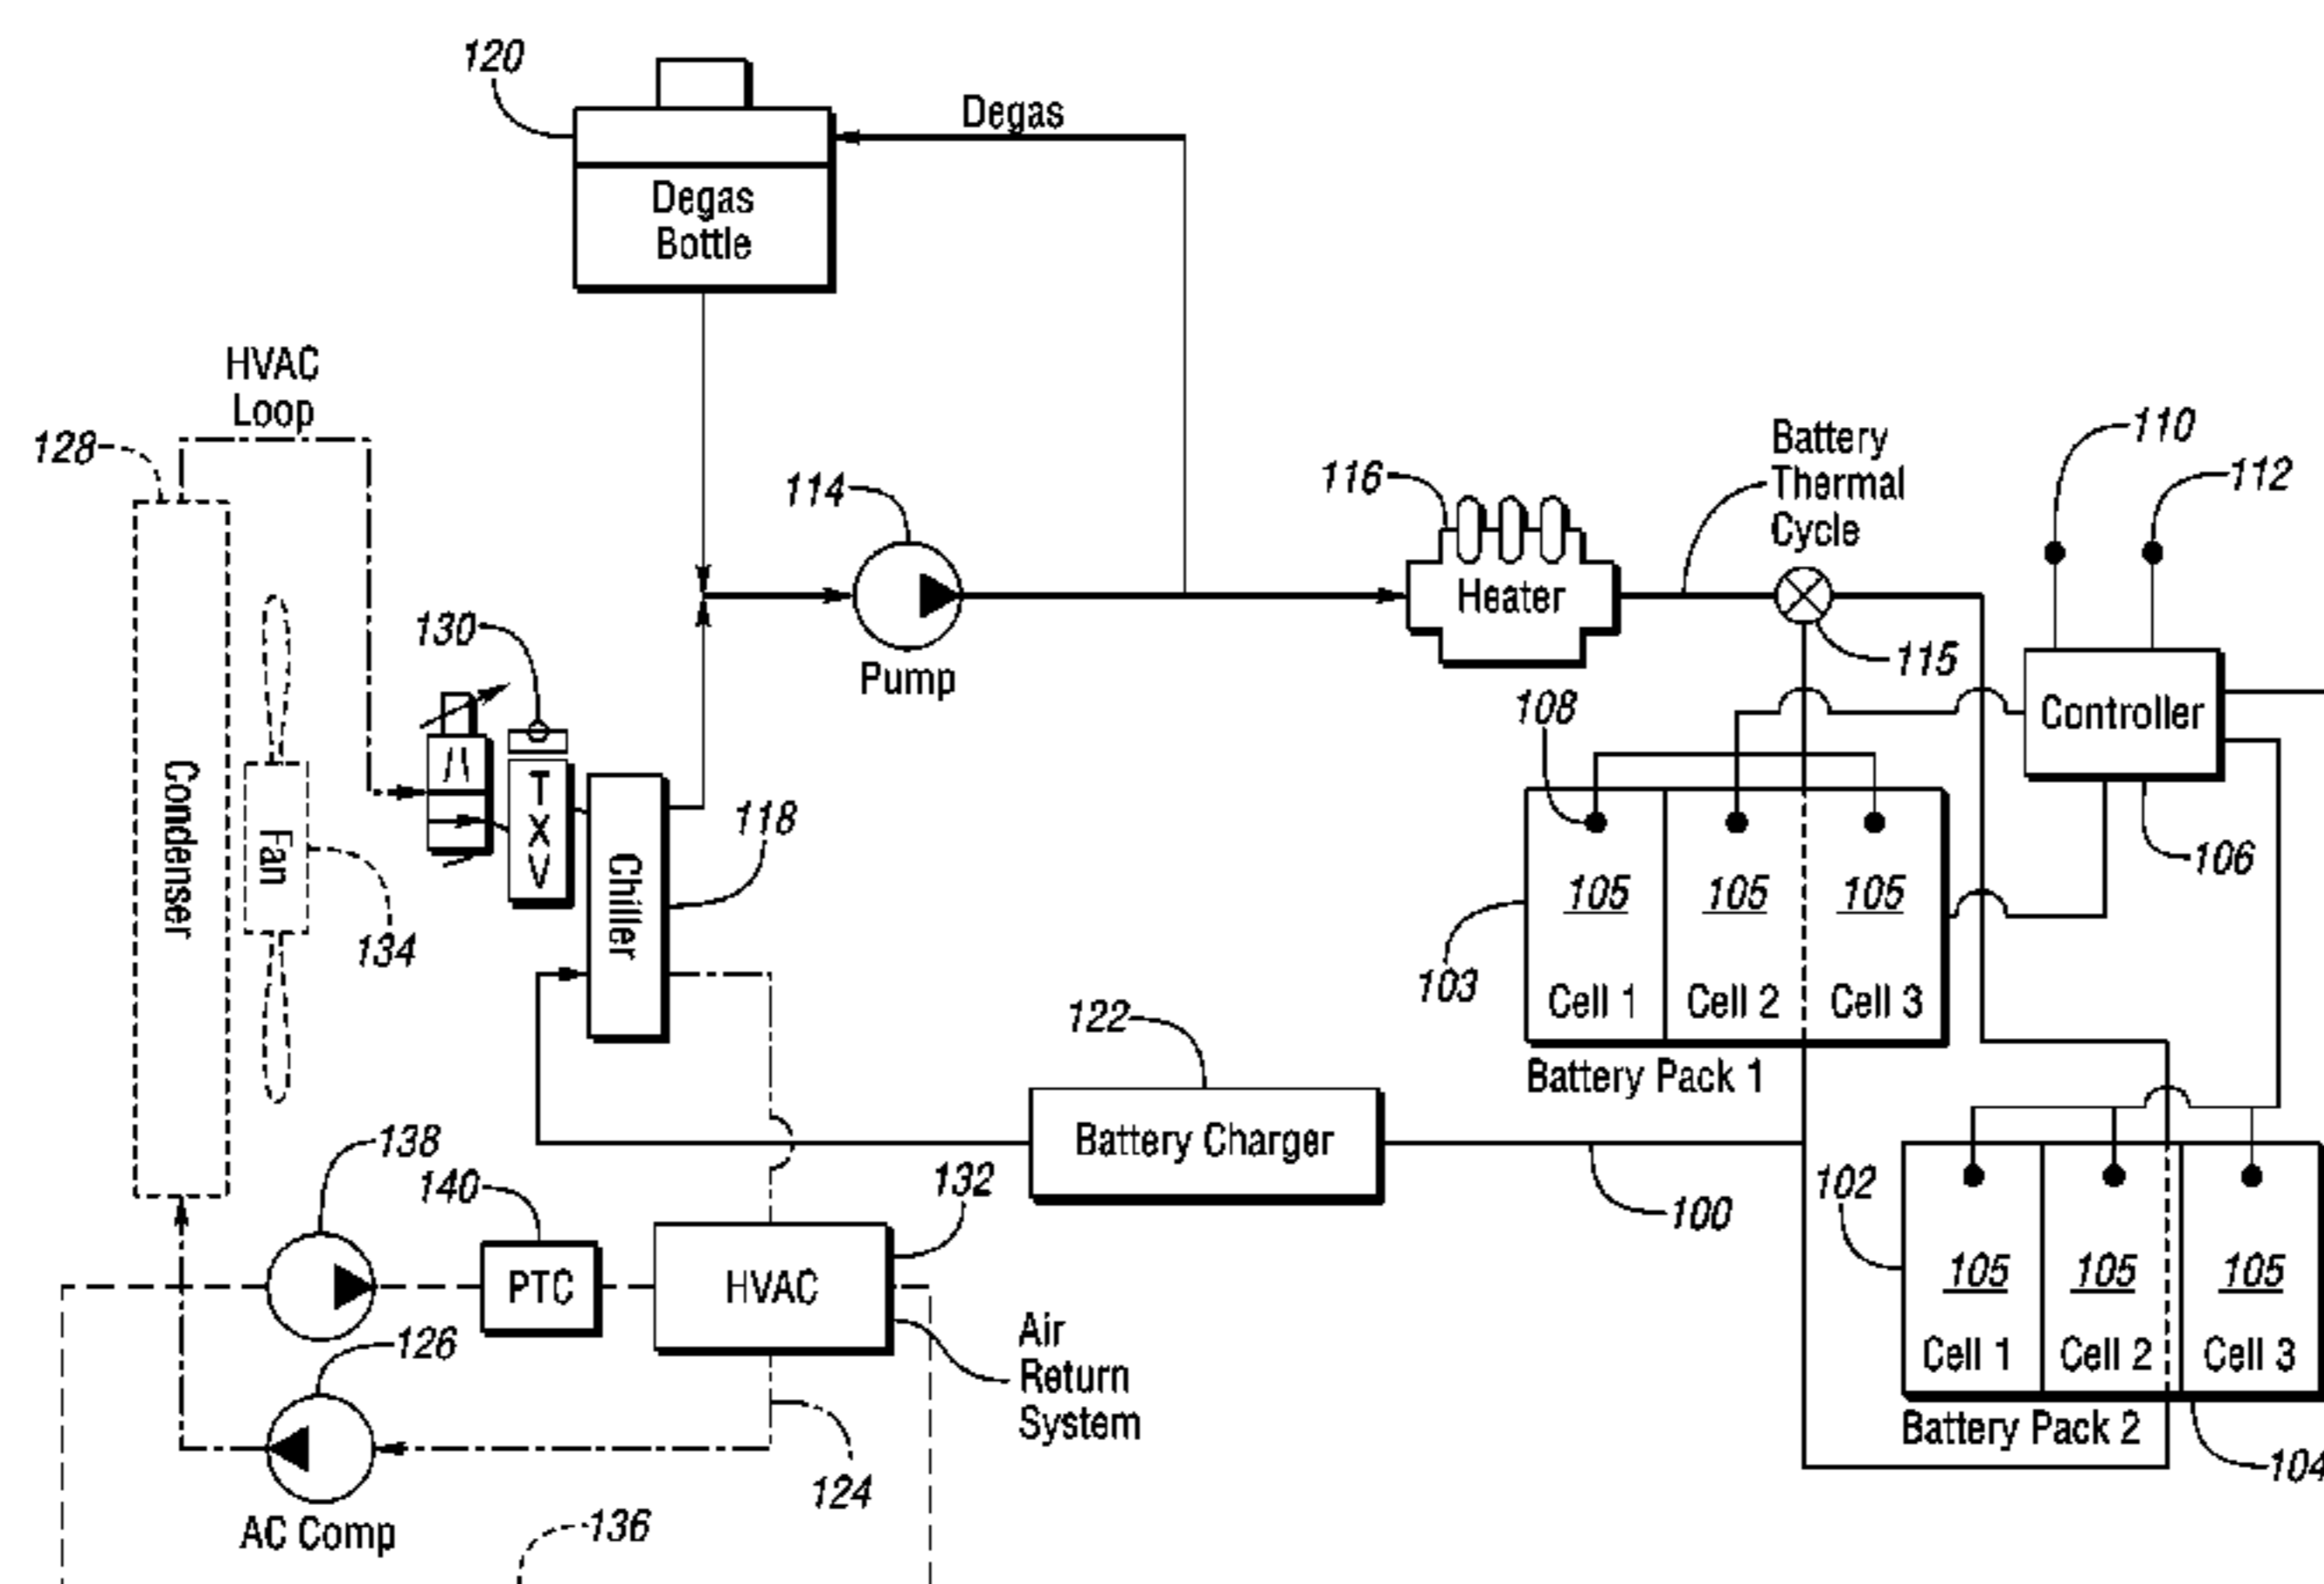 120
Degas
Degas
Bottle
HVAC
Loop
128
110
Battery
Thermal
Cycle
116
112
114
Heater
130
Pump
115
108
Controller
T
X
V
118
Condenser
Fan
Chiller
106
105
105
105
134
103
Cell 1
Cell 2
Cell 3
122
Battery Pack 1
138
Battery Charger
140
132
102
100
PTC
HVAC
105
105
105
126
Air
Return
System
Cell 1
Cell 2
Cell 3
Battery Pack 2
104
124
AC Comp
136